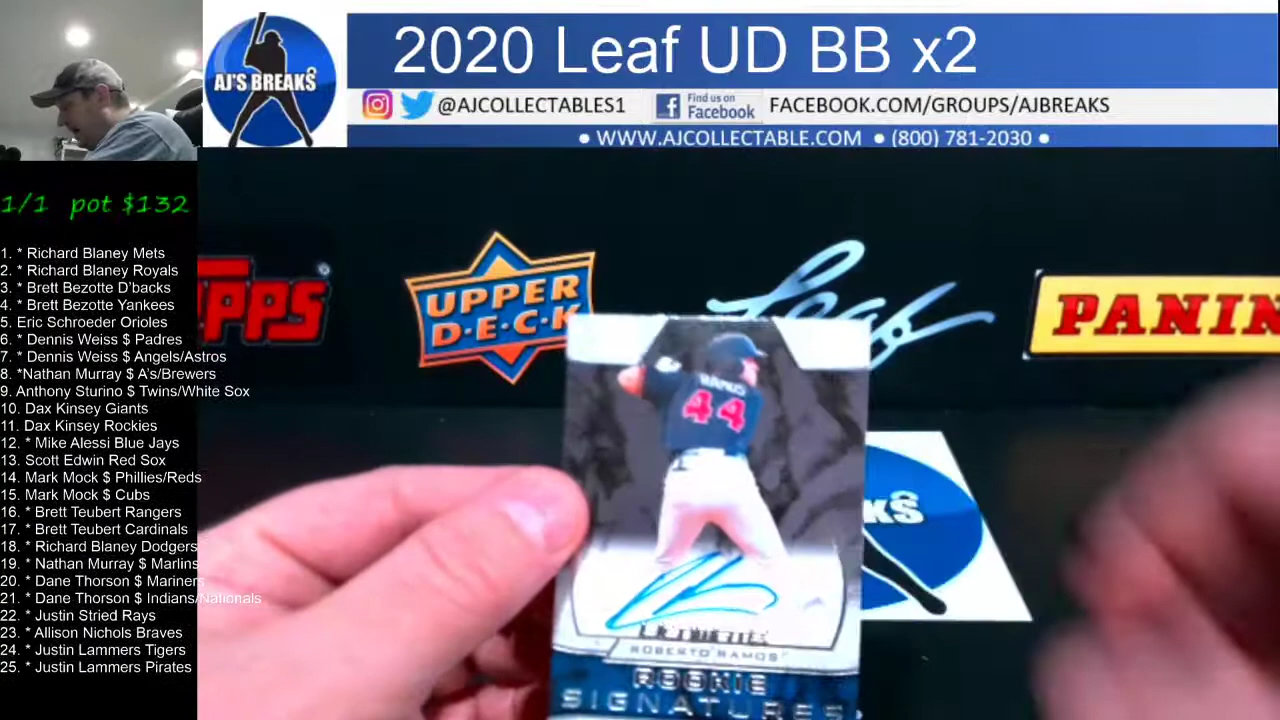 2020 Leaf UD BB x2
AJ'S BREAKS
@AJCOLLECTABLES1
Find us on
Facebook
FACEBOOK.COM/GROUPS/AJBREAKS
● WWW.AJCOLLECTABLE.COM ● (800) 781-2030 ●
1/1 pot $132
1. * Richard Blaney Mets
2. * Richard Blaney Royals
3. * Brett Bezotte D'backs
4. * Brett Bezotte Yankees
5. Eric Schroeder Orioles
6. * Dennis Weiss $ Padres
7. * Dennis Weiss $ Angels/Astros
8. *Nathan Murray $ A's/Brewers
9. Anthony Sturino $ Twins/White Sox
10. Dax Kinsey Giants
11. Dax Kinsey Rockies
12. * Mike Alessi Blue Jays
13. Scott Edwin Red Sox
14. Mark Mock $ Phillies/Reds
15. Mark Mock $ Cubs
16. * Brett Teubert Rangers
17. * Brett Teubert Cardinals
18. * Richard Blaney Dodgers
19. * Nathan Murray $ Marlins
20. * Dane Thorson $ Mariners
21. * Dane Thorson $ Indians/Nationals
22. * Justin Stried Rays
23. * Allison Nichols Braves
24. * Justin Lammers Tigers
25. * Justin Lammers Pirates
OPPS
UPPER
D·E·C·K
Leaf
PANIN
RAMOS
44
KS
ROBERTO RAMOS
ROOKIE
SIGNATURES